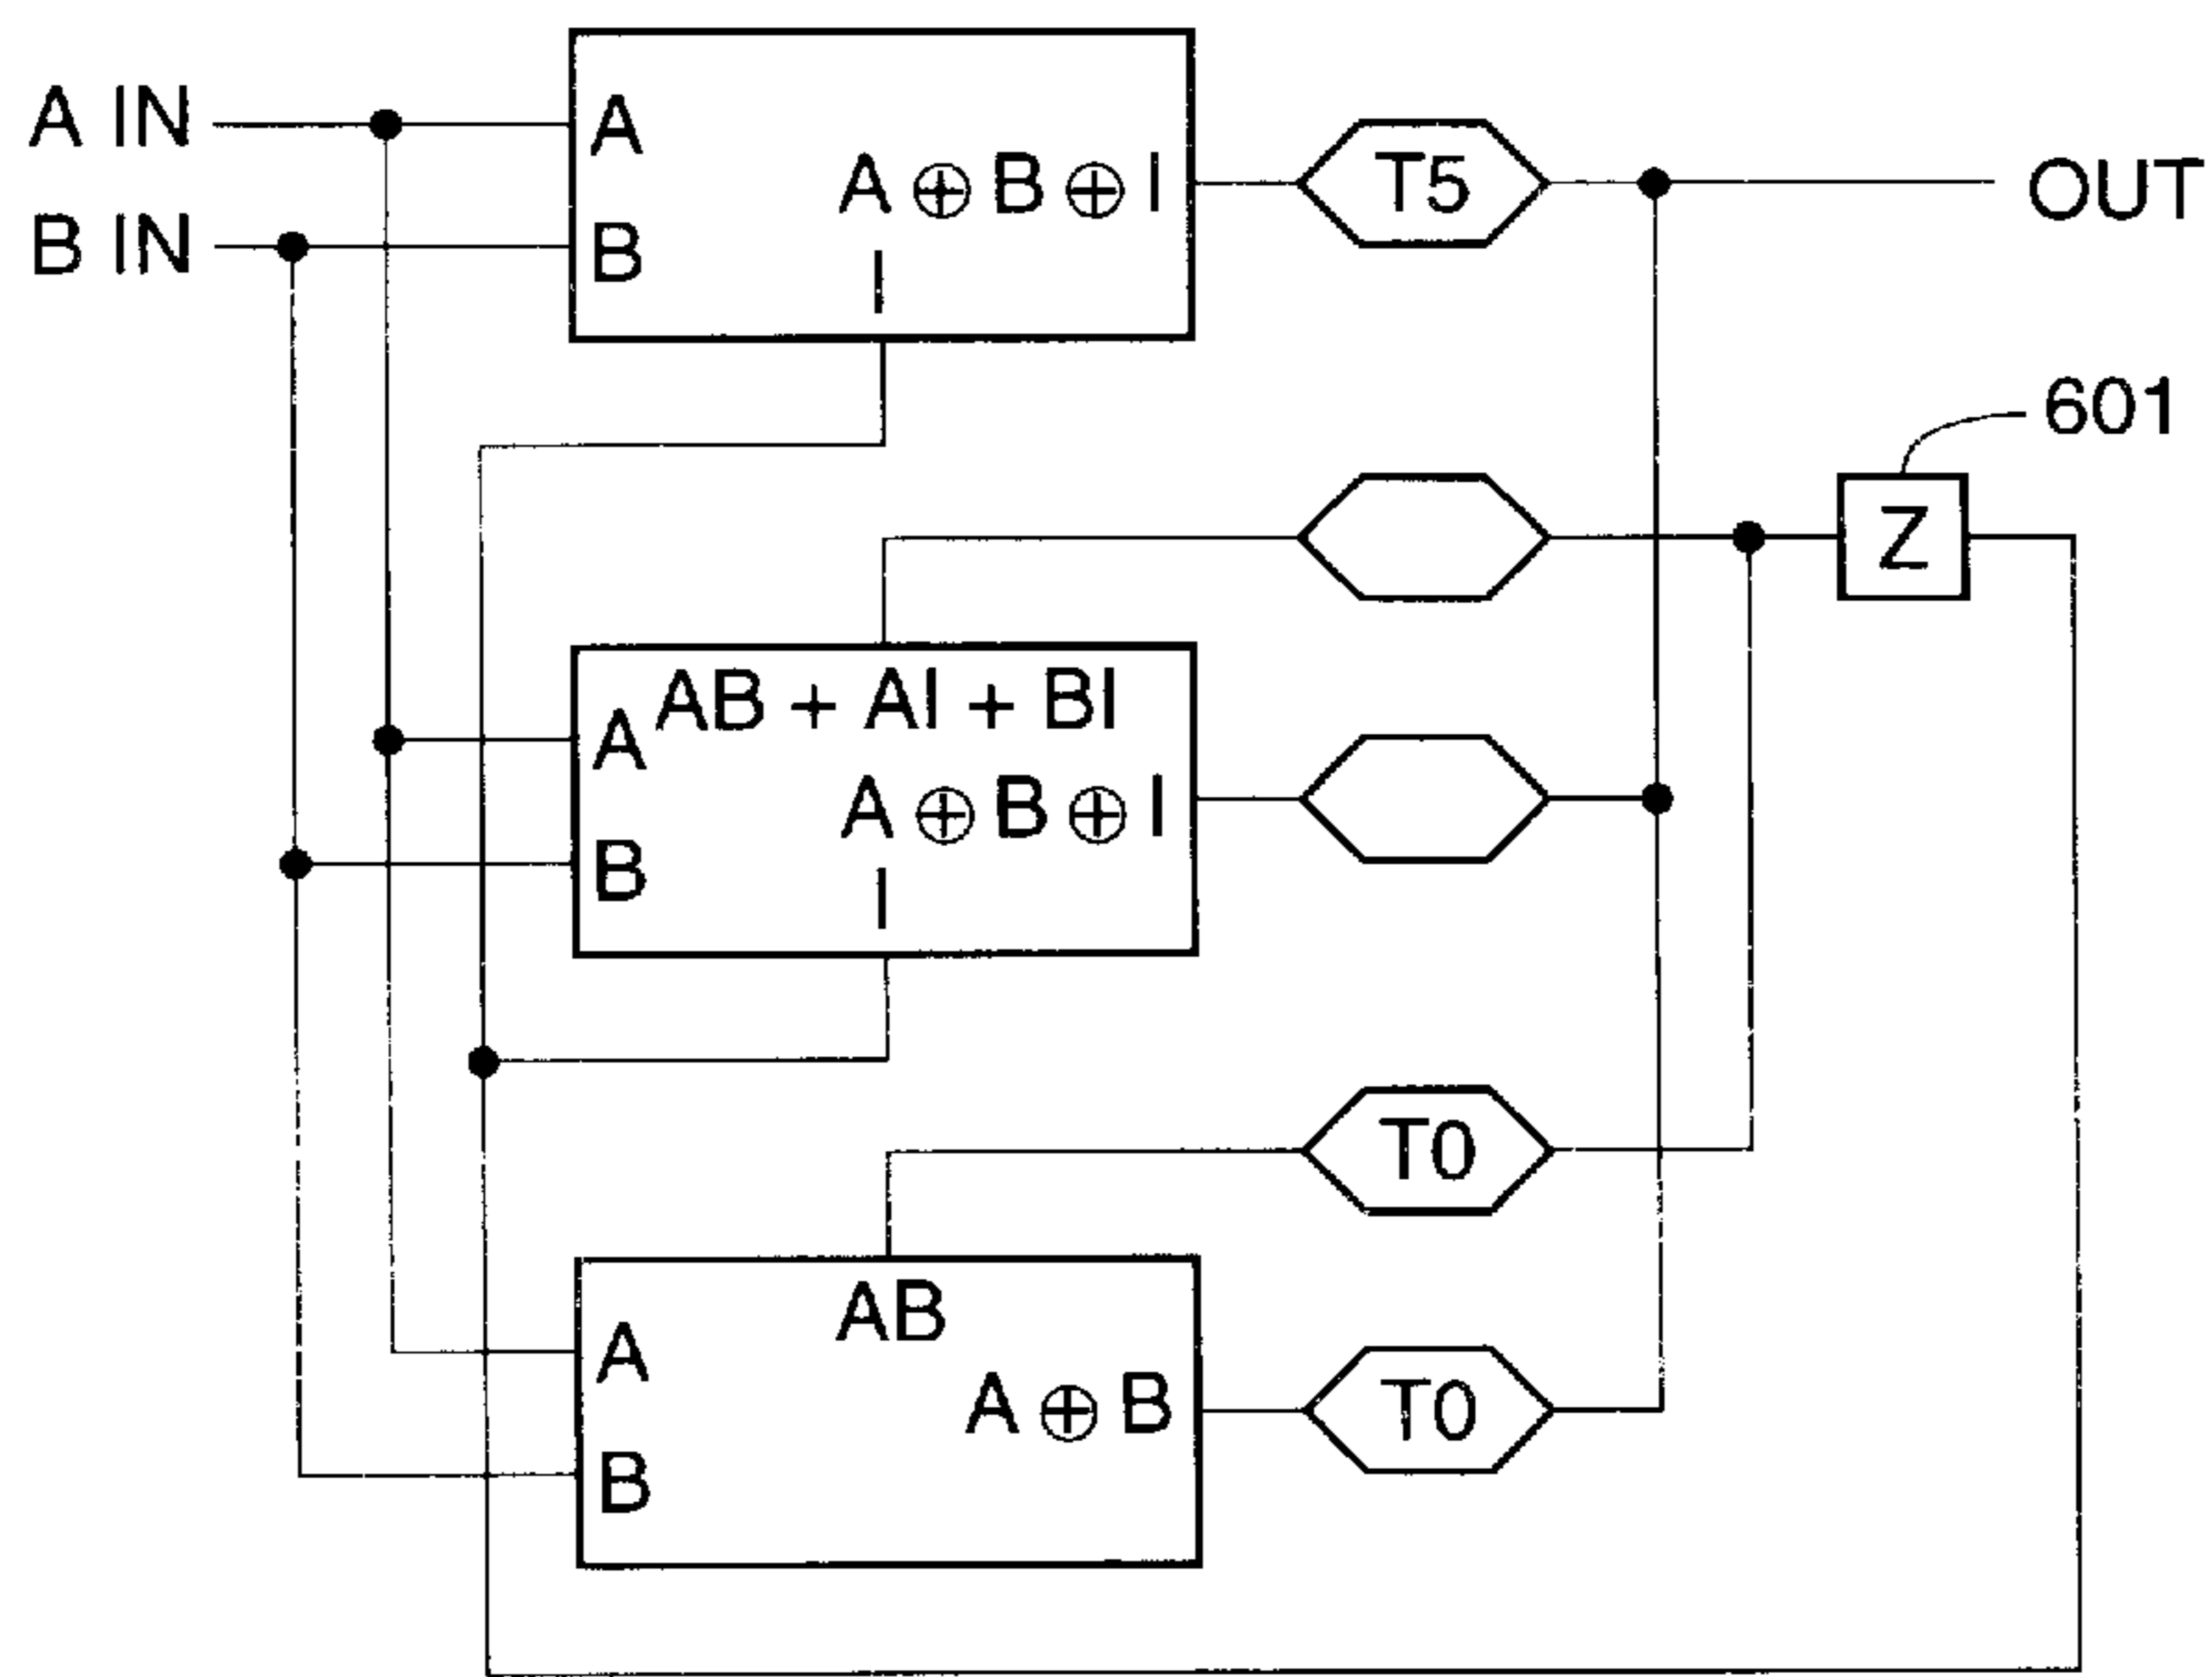 A IN
B IN
A
B
A ⊕ B ⊕ I
I
T5
OUT
601
Z
AB + AI + BI
A
A ⊕ B ⊕ I
B
I
T0
AB
A
A ⊕ B
B
T0